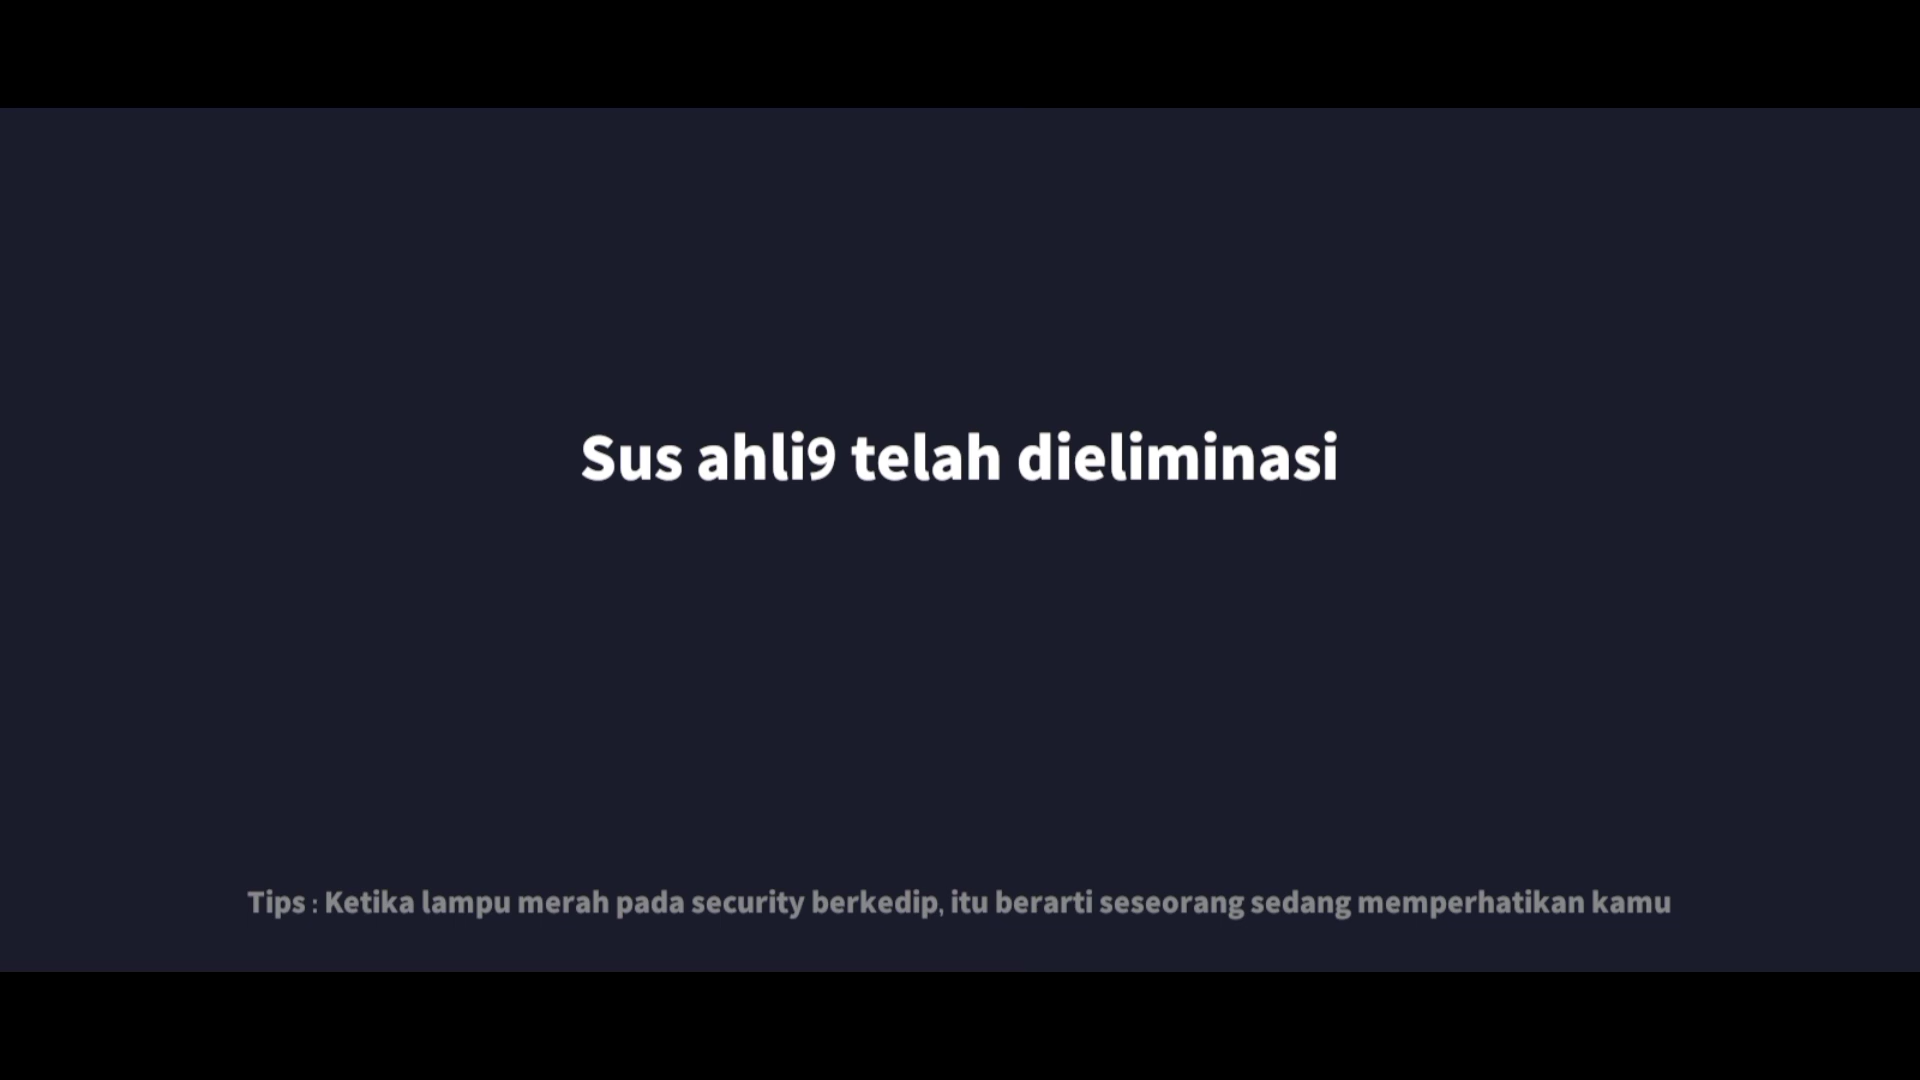 Sus ahli9 telah dieliminasi
Tips : Ketika lampu merah pada security berkedip, itu berarti seseorang sedang memperhatikan kamu